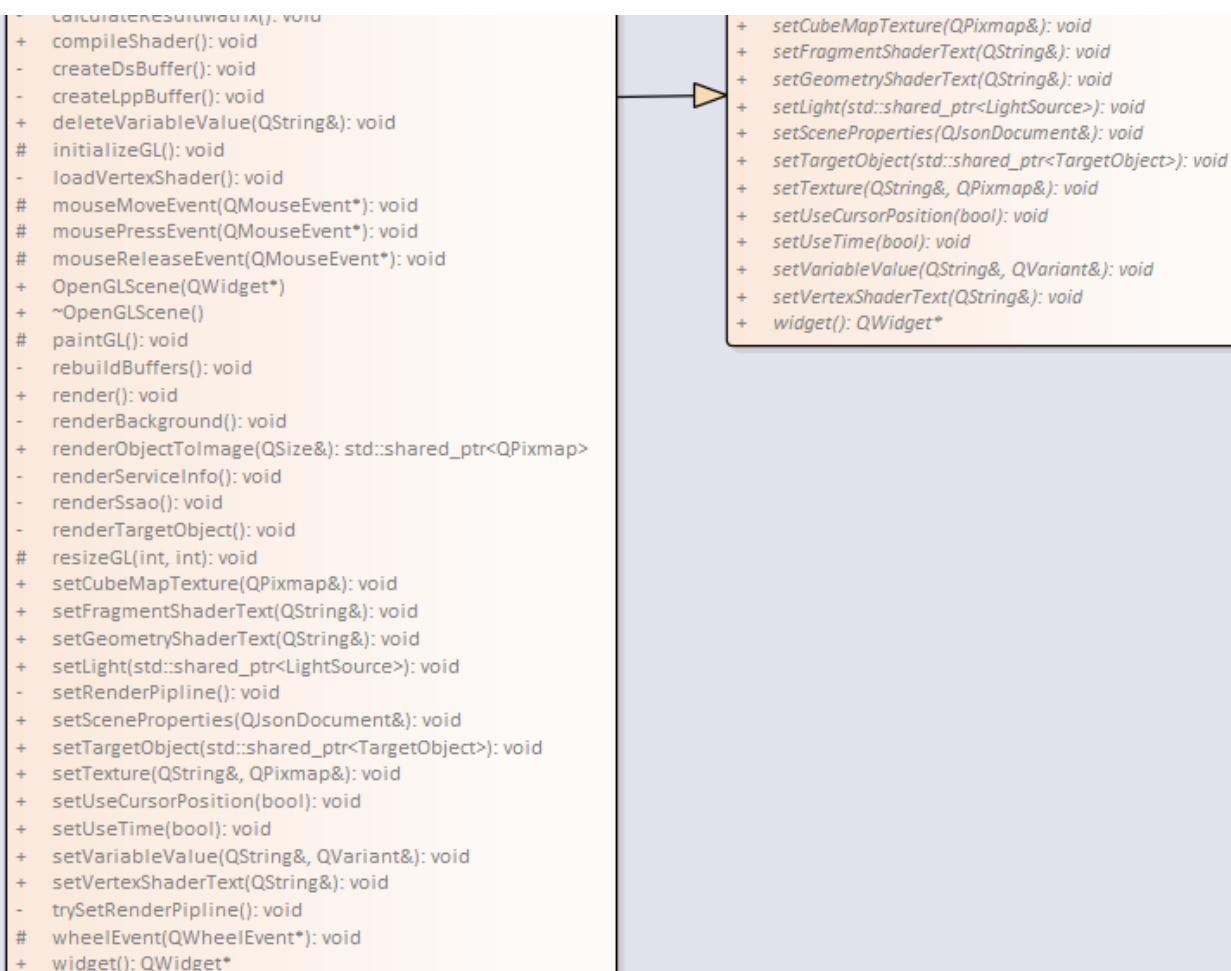 - calculateResultMatrix(): void
+ compileShader(): void
- createDsBuffer(): void
- createLppBuffer(): void
+ deleteVariableValue(QString&): void
# initializeGL(): void
- loadVertexShader(): void
# mouseMoveEvent(QMouseEvent*): void
# mousePressEvent(QMouseEvent*): void
# mouseReleaseEvent(QMouseEvent*): void
+ OpenGLScene(QWidget*)
+ ~OpenGLScene()
# paintGL(): void
- rebuildBuffers(): void
+ render(): void
- renderBackground(): void
+ renderObjectToImage(QSize&): std::shared_ptr<QPixmap>
- renderServiceInfo(): void
- renderSsao(): void
- renderTargetObject(): void
# resizeGL(int, int): void
+ setCubeMapTexture(QPixmap&): void
+ setFragmentShaderText(QString&): void
+ setGeometryShaderText(QString&): void
+ setLight(std::shared_ptr<LightSource>): void
- setRenderPipline(): void
+ setSceneProperties(QJsonDocument&): void
+ setTargetObject(std::shared_ptr<TargetObject>): void
+ setTexture(QString&, QPixmap&): void
+ setUseCursorPosition(bool): void
+ setUseTime(bool): void
+ setVariableValue(QString&, QVariant&): void
+ setVertexShaderText(QString&): void
- trySetRenderPipline(): void
# wheelEvent(QWheelEvent*): void
+ widget(): QWidget*
+ setCubeMapTexture(QPixmap&): void
+ setFragmentShaderText(QString&): void
+ setGeometryShaderText(QString&): void
+ setLight(std::shared_ptr<LightSource>): void
+ setSceneProperties(QJsonDocument&): void
+ setTargetObject(std::shared_ptr<TargetObject>): void
+ setTexture(QString&, QPixmap&): void
+ setUseCursorPosition(bool): void
+ setUseTime(bool): void
+ setVariableValue(QString&, QVariant&): void
+ setVertexShaderText(QString&): void
+ widget(): QWidget*